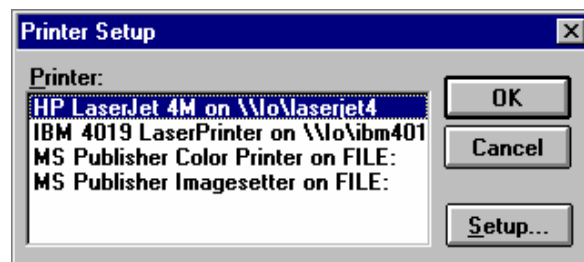 Printer Setup
Printer:
HP LaserJet 4M on \\lo\laserjet4
IBM 4019 LaserPrinter on \\lo\ibm401
MS Publisher Color Printer on FILE:
MS Publisher Imagesetter on FILE:
OK
Cancel
Setup...